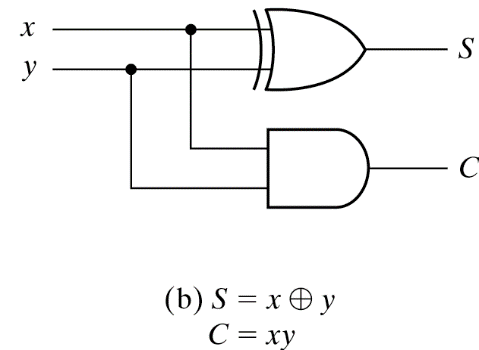 x
y
S
C
(b) S = x ⊕ y
C = xy